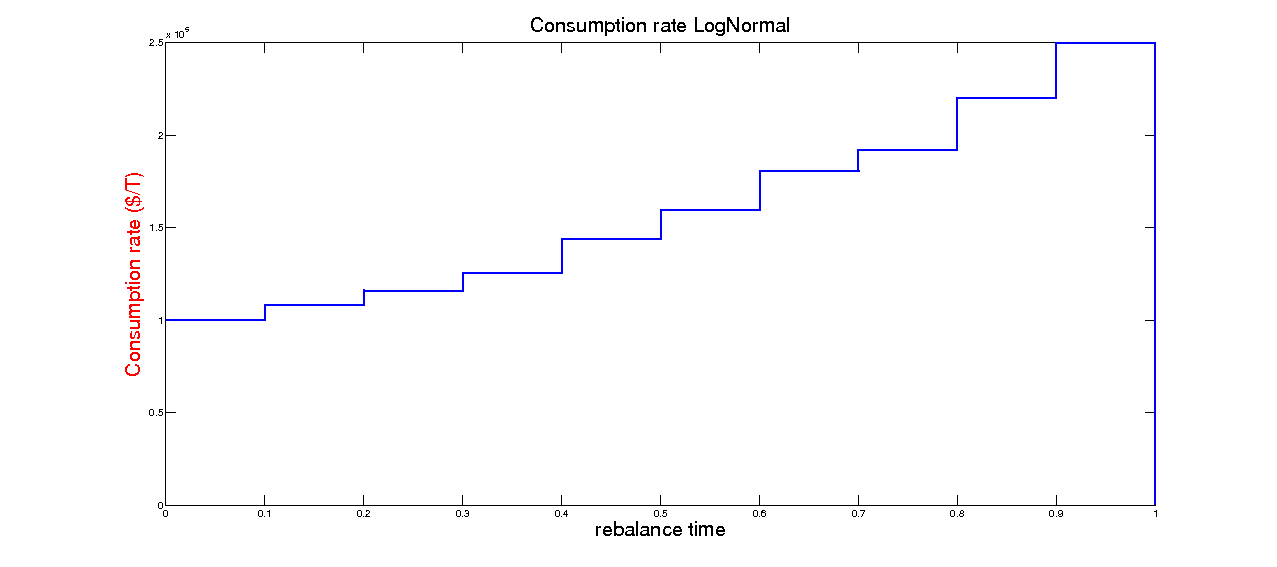 Consumption rate LogNormal
x 10^5
2.5
2
1.5
1
0.5
0
Consumption rate ($/T)
0 0.1 0.2 0.3 0.4 0.5 0.6 0.7 0.8 0.9 1
rebalance time